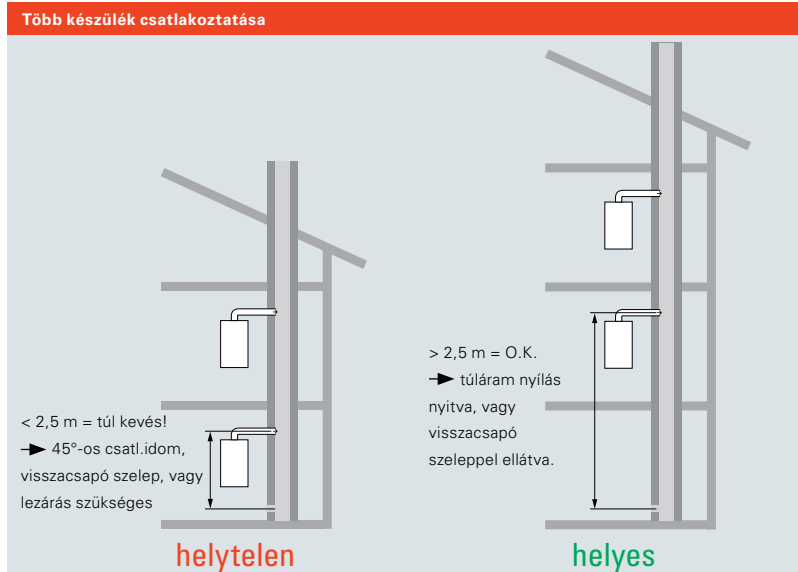 Több készülék csatlakoztatása
< 2,5 m = túl kevés!
→ 45°-os csatl.idom,
visszacsapó szelep, vagy
lezárás szükséges
helytelen
> 2,5 m = O.K.
→ túláram nyílás
nyitva, vagy
visszacsapó
szeleppel ellátva.
helyes